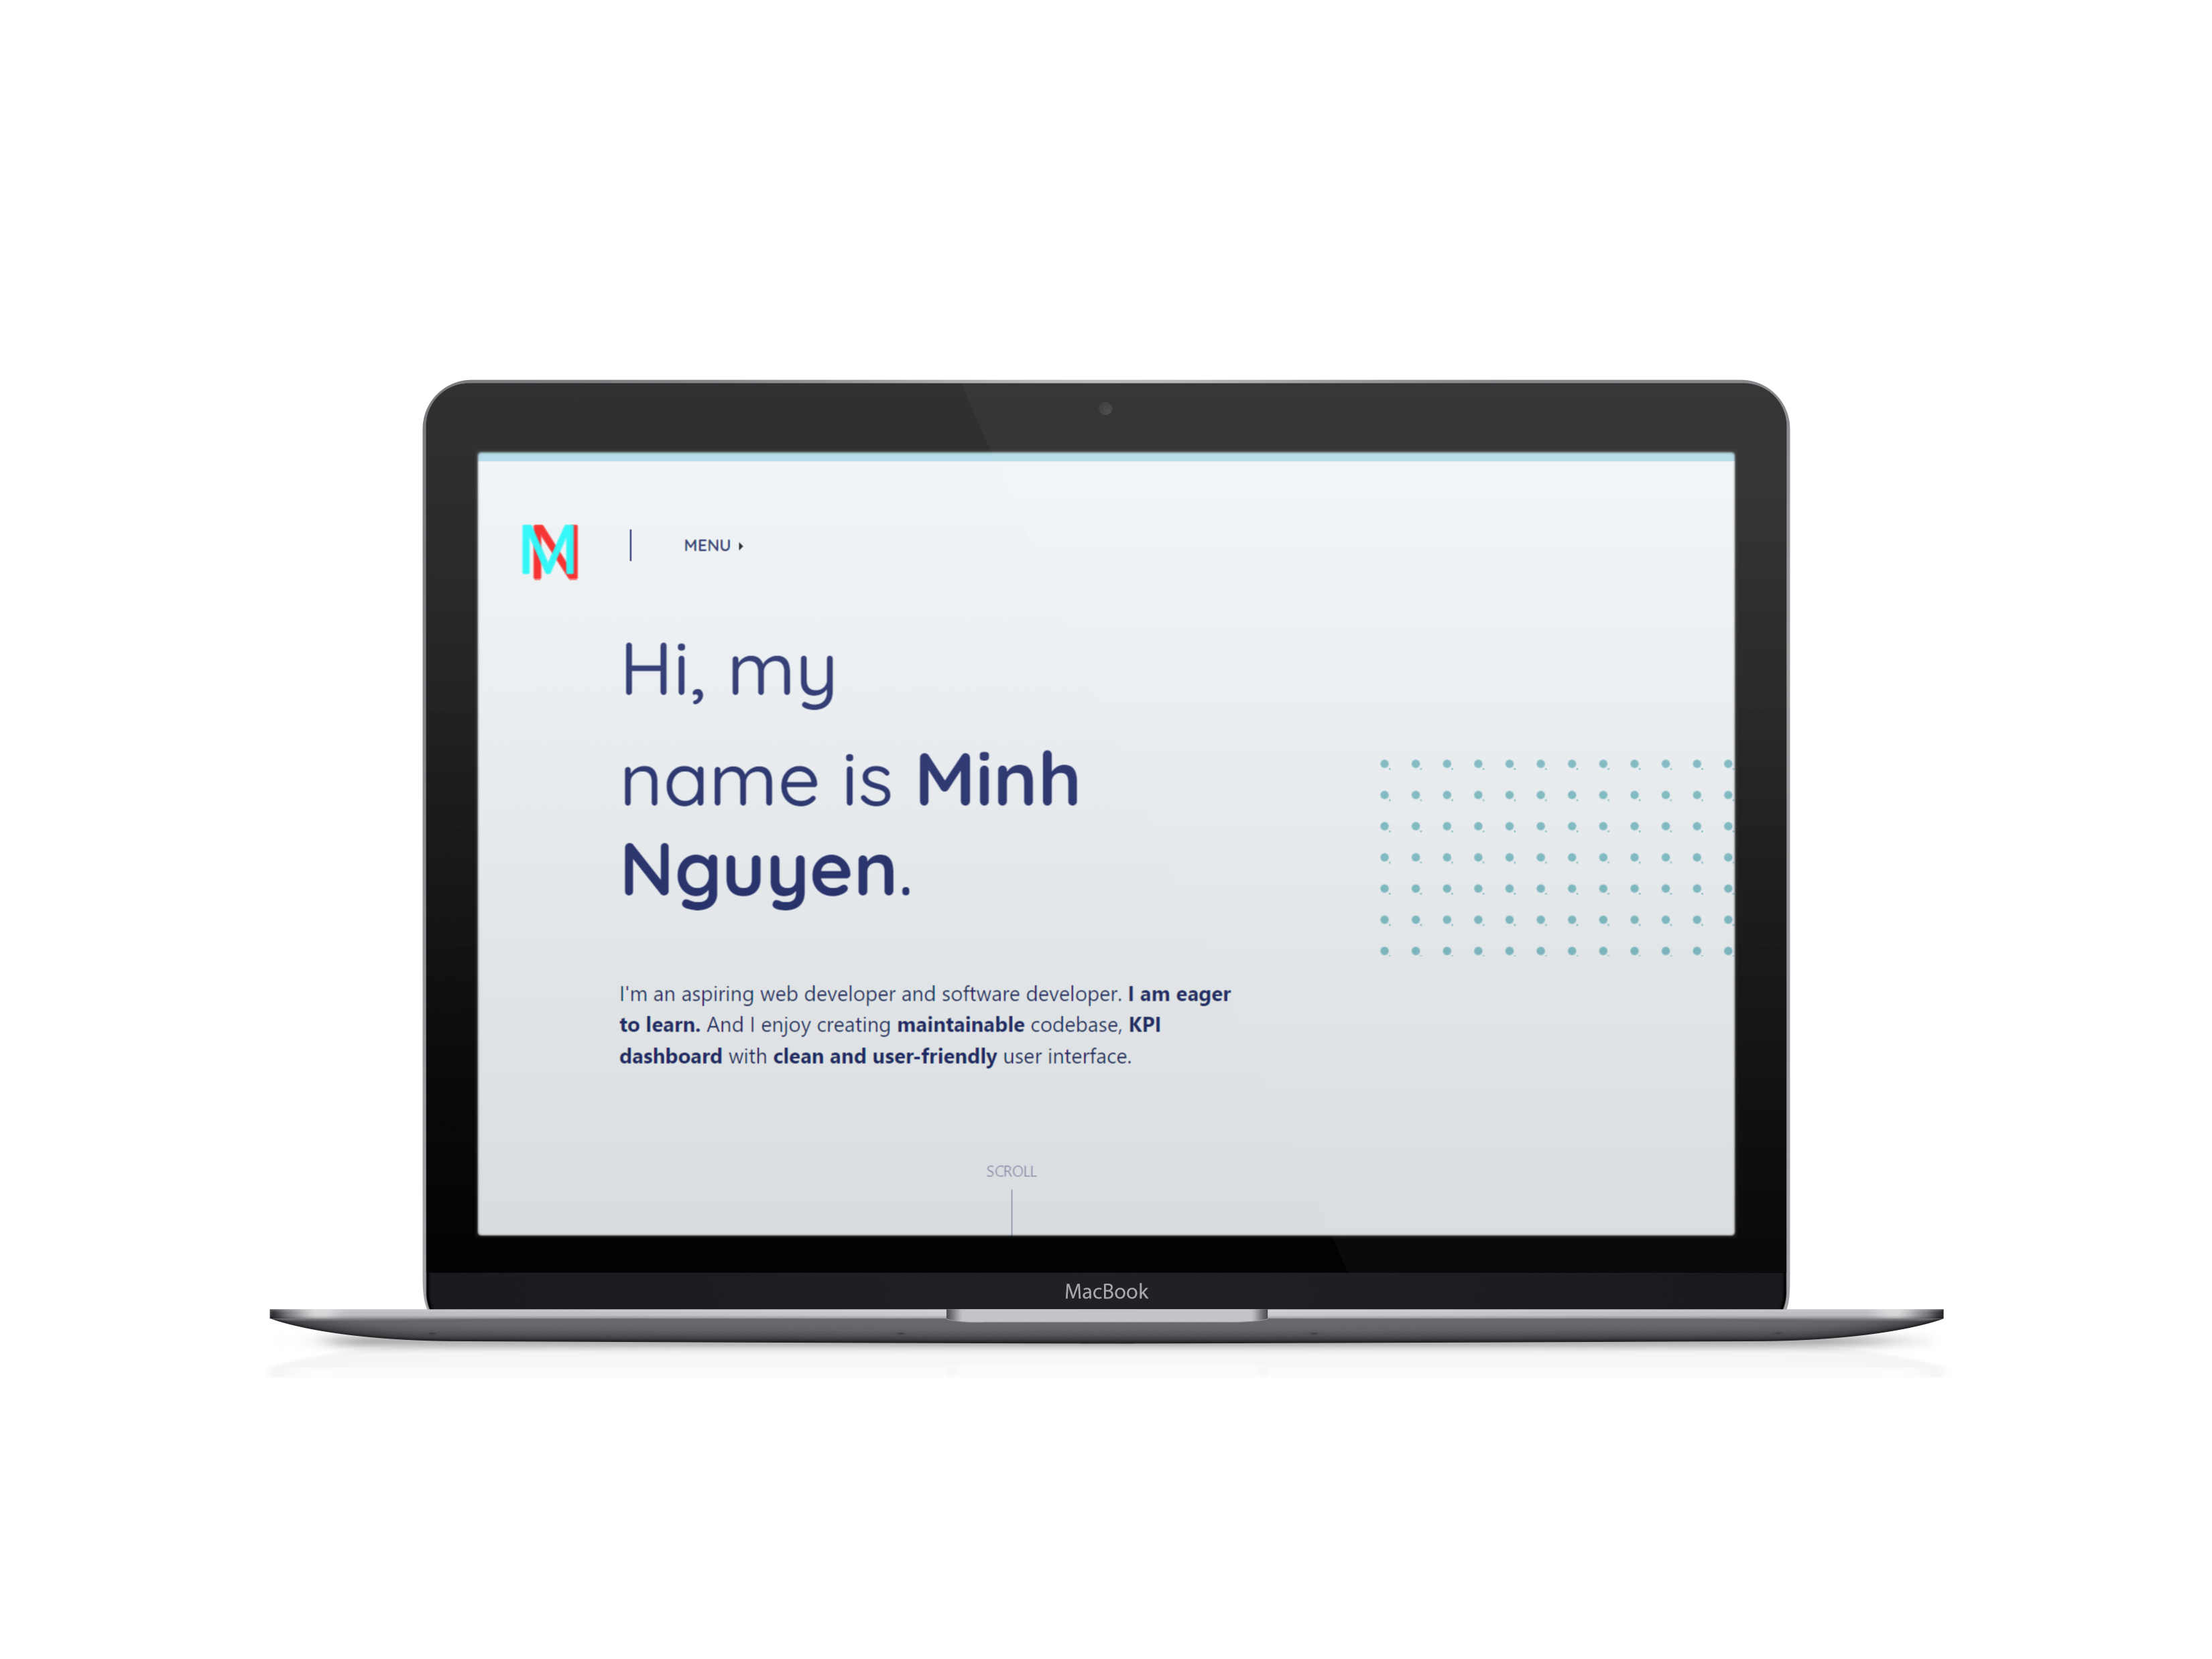 MN
MENU
Hi, my
name is Minh
Nguyen.
I'm an aspiring web developer and software developer. I am eager
to learn. And I enjoy creating maintainable codebase, KPI
dashboard with clean and user-friendly user interface.
SCROLL
MacBook